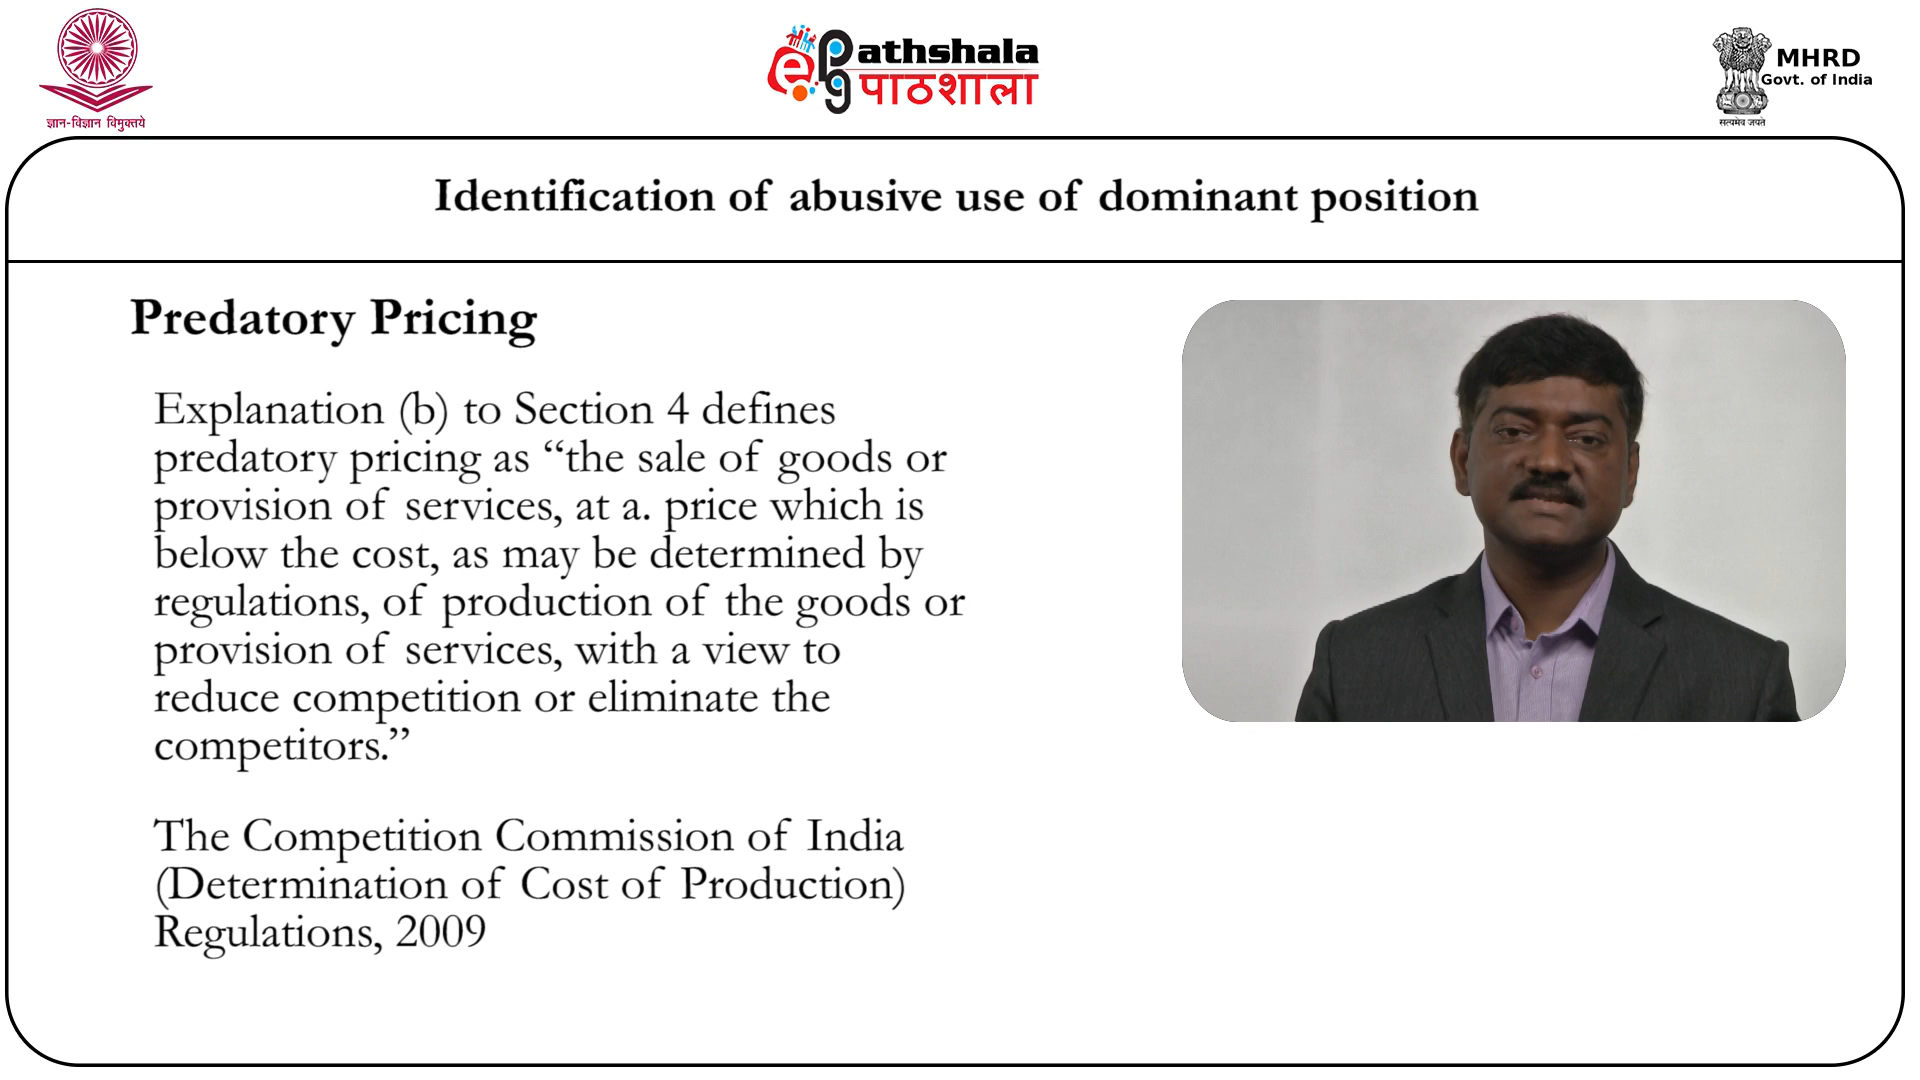 ज्ञान-विज्ञान विमुक्तये
e pg athshala
पाठशाला
MHRD
Govt. of India
सत्यमेव जयते
Identification of abusive use of dominant position
Predatory Pricing
Explanation (b) to Section 4 defines
predatory pricing as “the sale of goods or
provision of services, at a. price which is
below the cost, as may be determined by
regulations, of production of the goods or
provision of services, with a view to
reduce competition or eliminate the
competitors.”
The Competition Commission of India
(Determination of Cost of Production)
Regulations, 2009